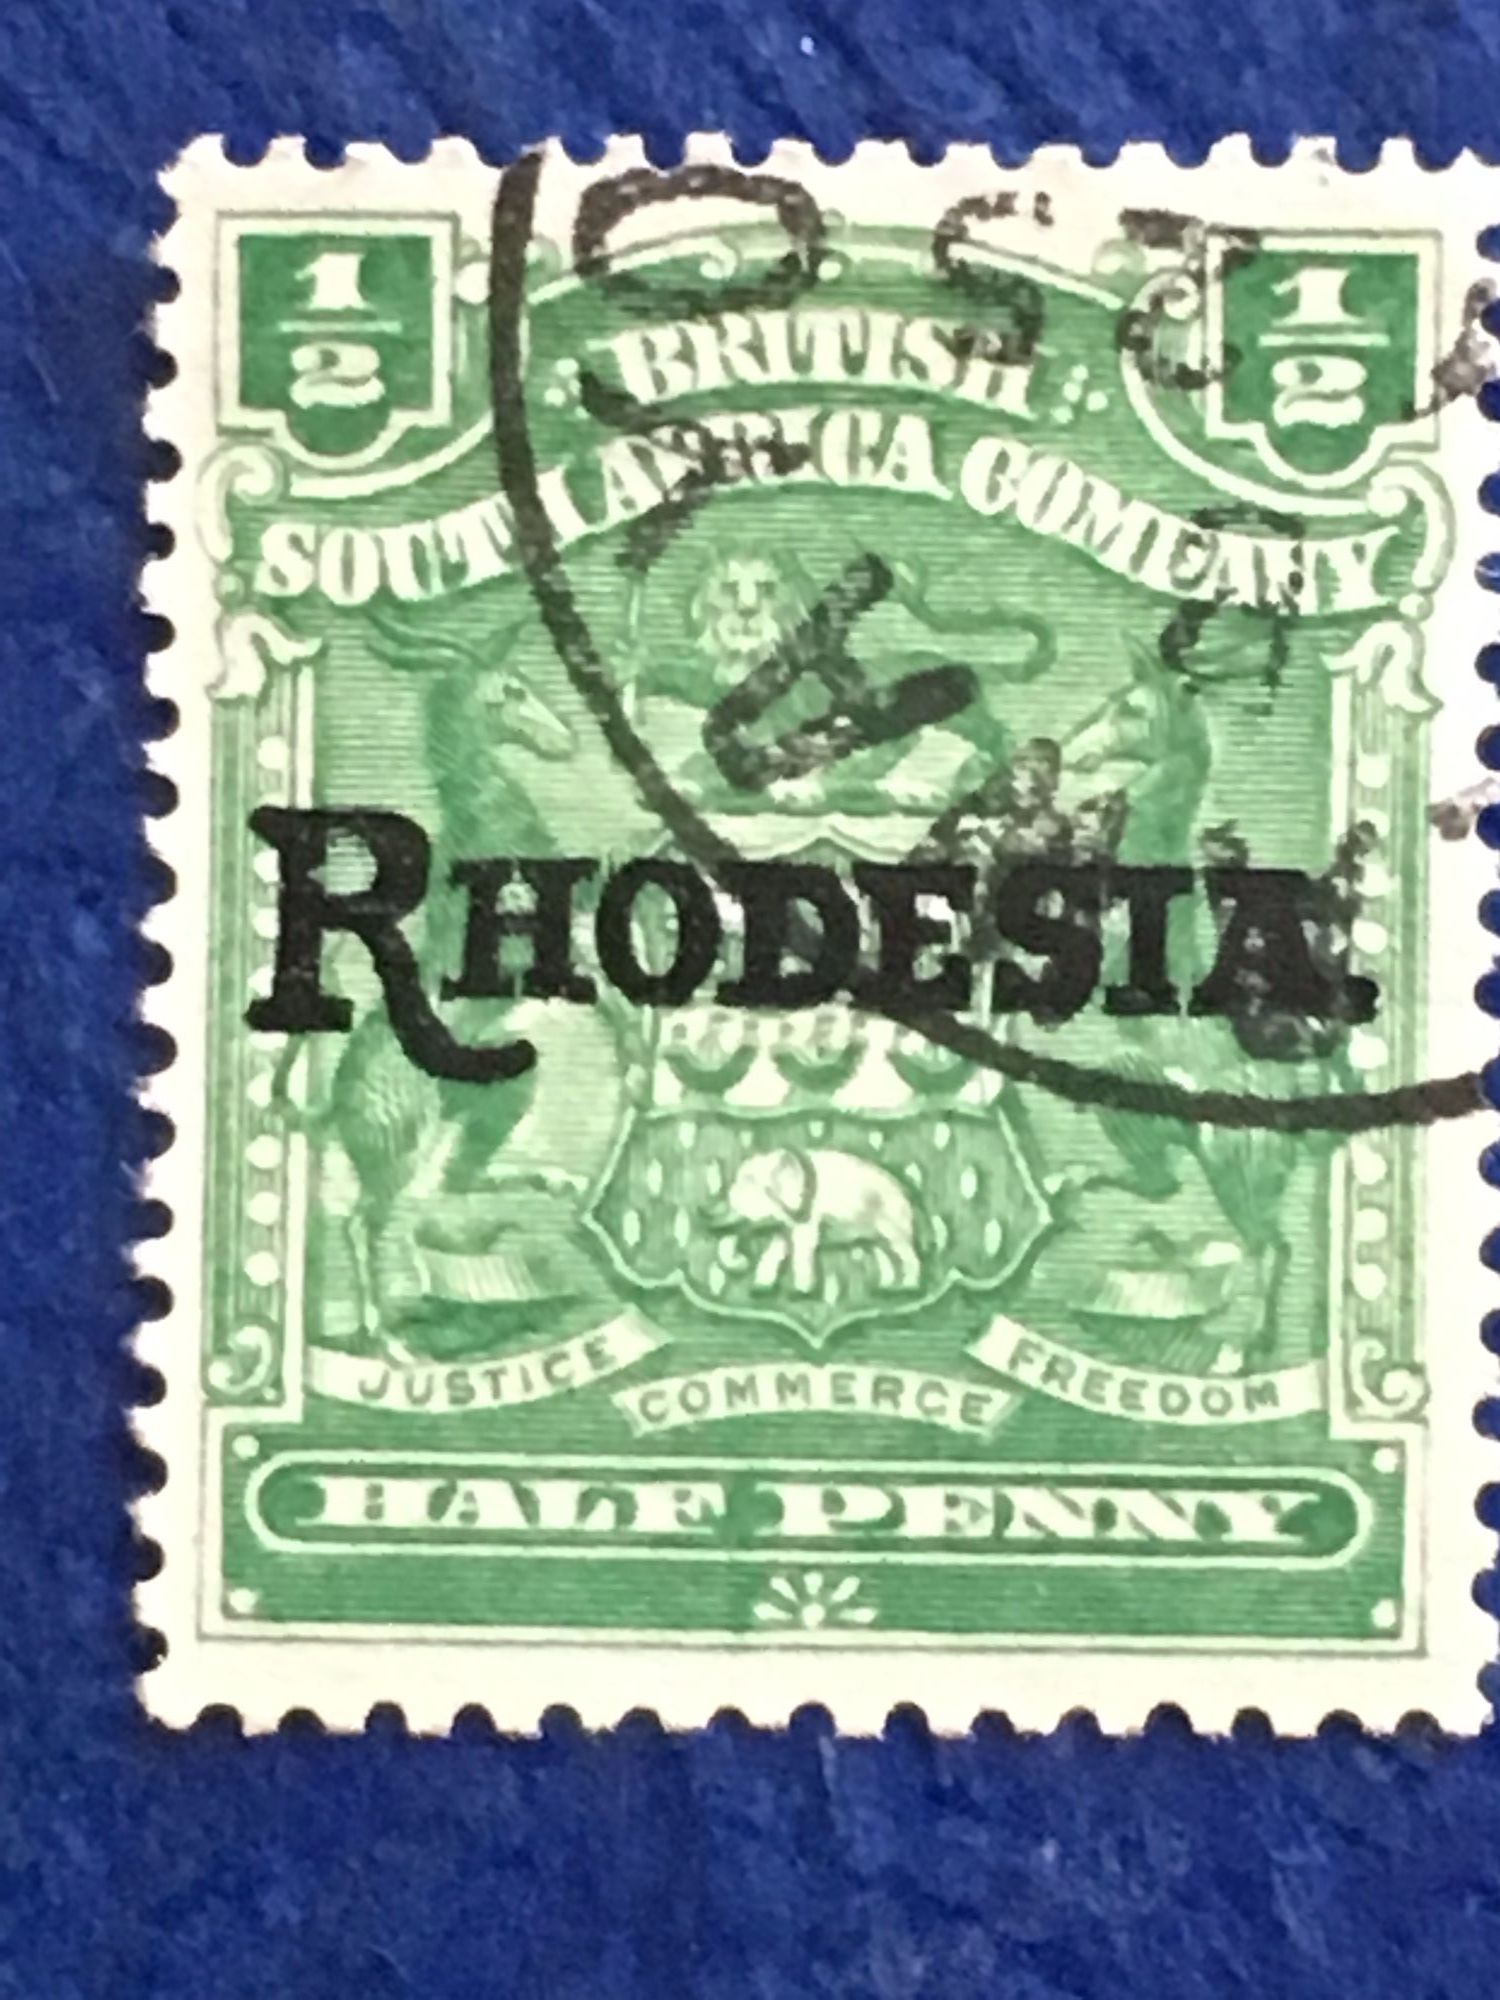 1/2 1/2
BRITISH
SOUTH AFRICA COMPANY
RHODESIA.
JUSTICE COMMERCE FREEDOM
HALF PENNY